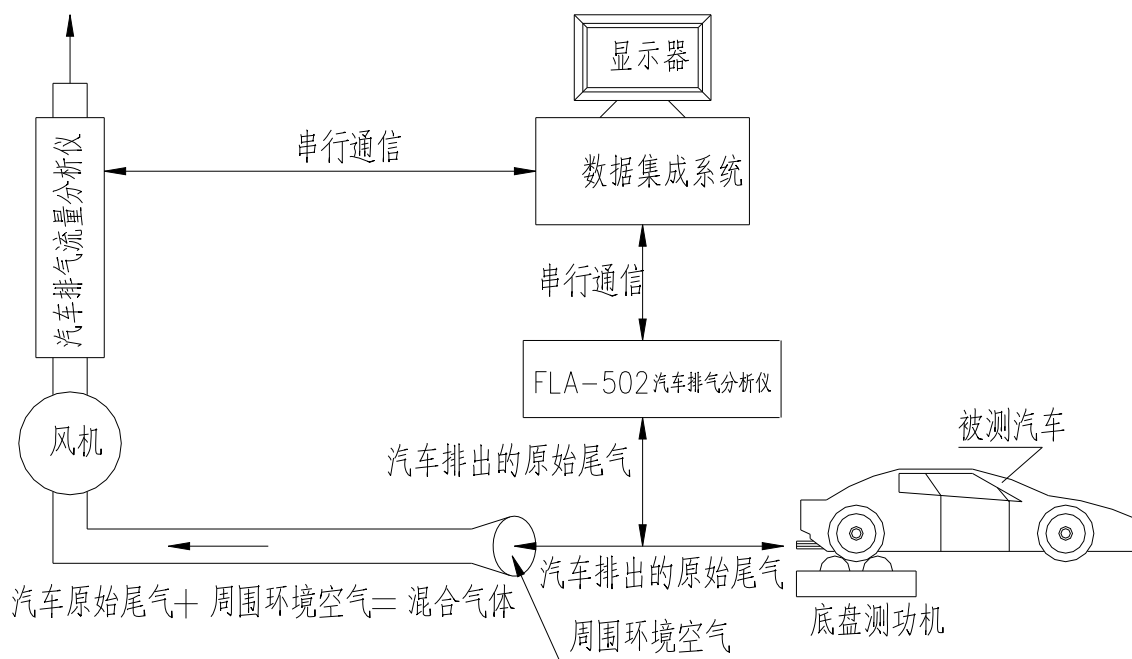 显示器
串行通信
数据集成系统
汽车排气流量分析仪
串行通信
FLA-502汽车排气分析仪
风机
汽车排出的原始尾气
被测汽车
汽车排出的原始尾气
汽车原始尾气+周围环境空气=混合气体
底盘测功机
周围环境空气